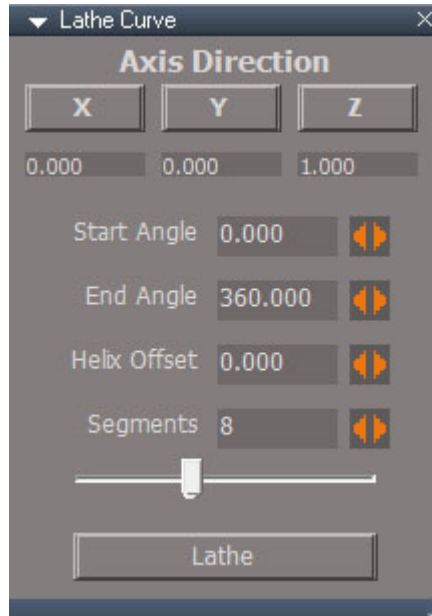 Lathe Curve
Axis Direction
X Y Z
0.000 0.000 1.000
Start Angle 0.000
End Angle 360.000
Helix Offset 0.000
Segments 8
Lathe